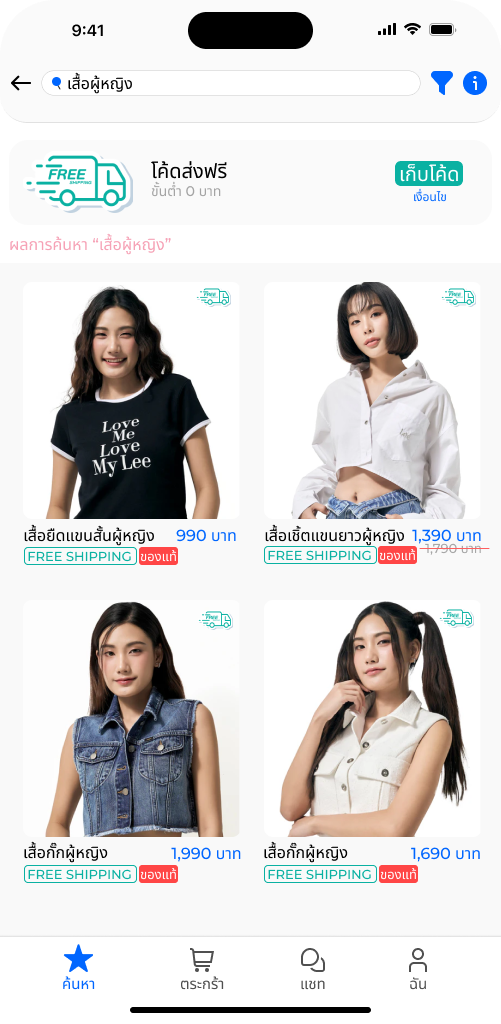 9:41
เสื้อผู้หญิง
FREE
SHIPPING
โค้ดส่งฟรี
ขั้นต่ำ 0 บาท
เก็บโค้ด
เงื่อนไข
ผลการค้นหา “เสื้อผู้หญิง”
Free
Free
Love
Me
Love
My Lee
เสื้อยืดแขนสั้นผู้หญิง 990 บาท
FREE SHIPPING ของแท้
เสื้อเชิ้ตแขนยาวผู้หญิง 1,390 บาท
1,790 บาท
FREE SHIPPING ของแท้
Free
Free
เสื้อกั๊กผู้หญิง 1,990 บาท
FREE SHIPPING ของแท้
เสื้อกั๊กผู้หญิง 1,690 บาท
FREE SHIPPING ของแท้
ค้นหา
ตระกร้า
แชท
ฉัน